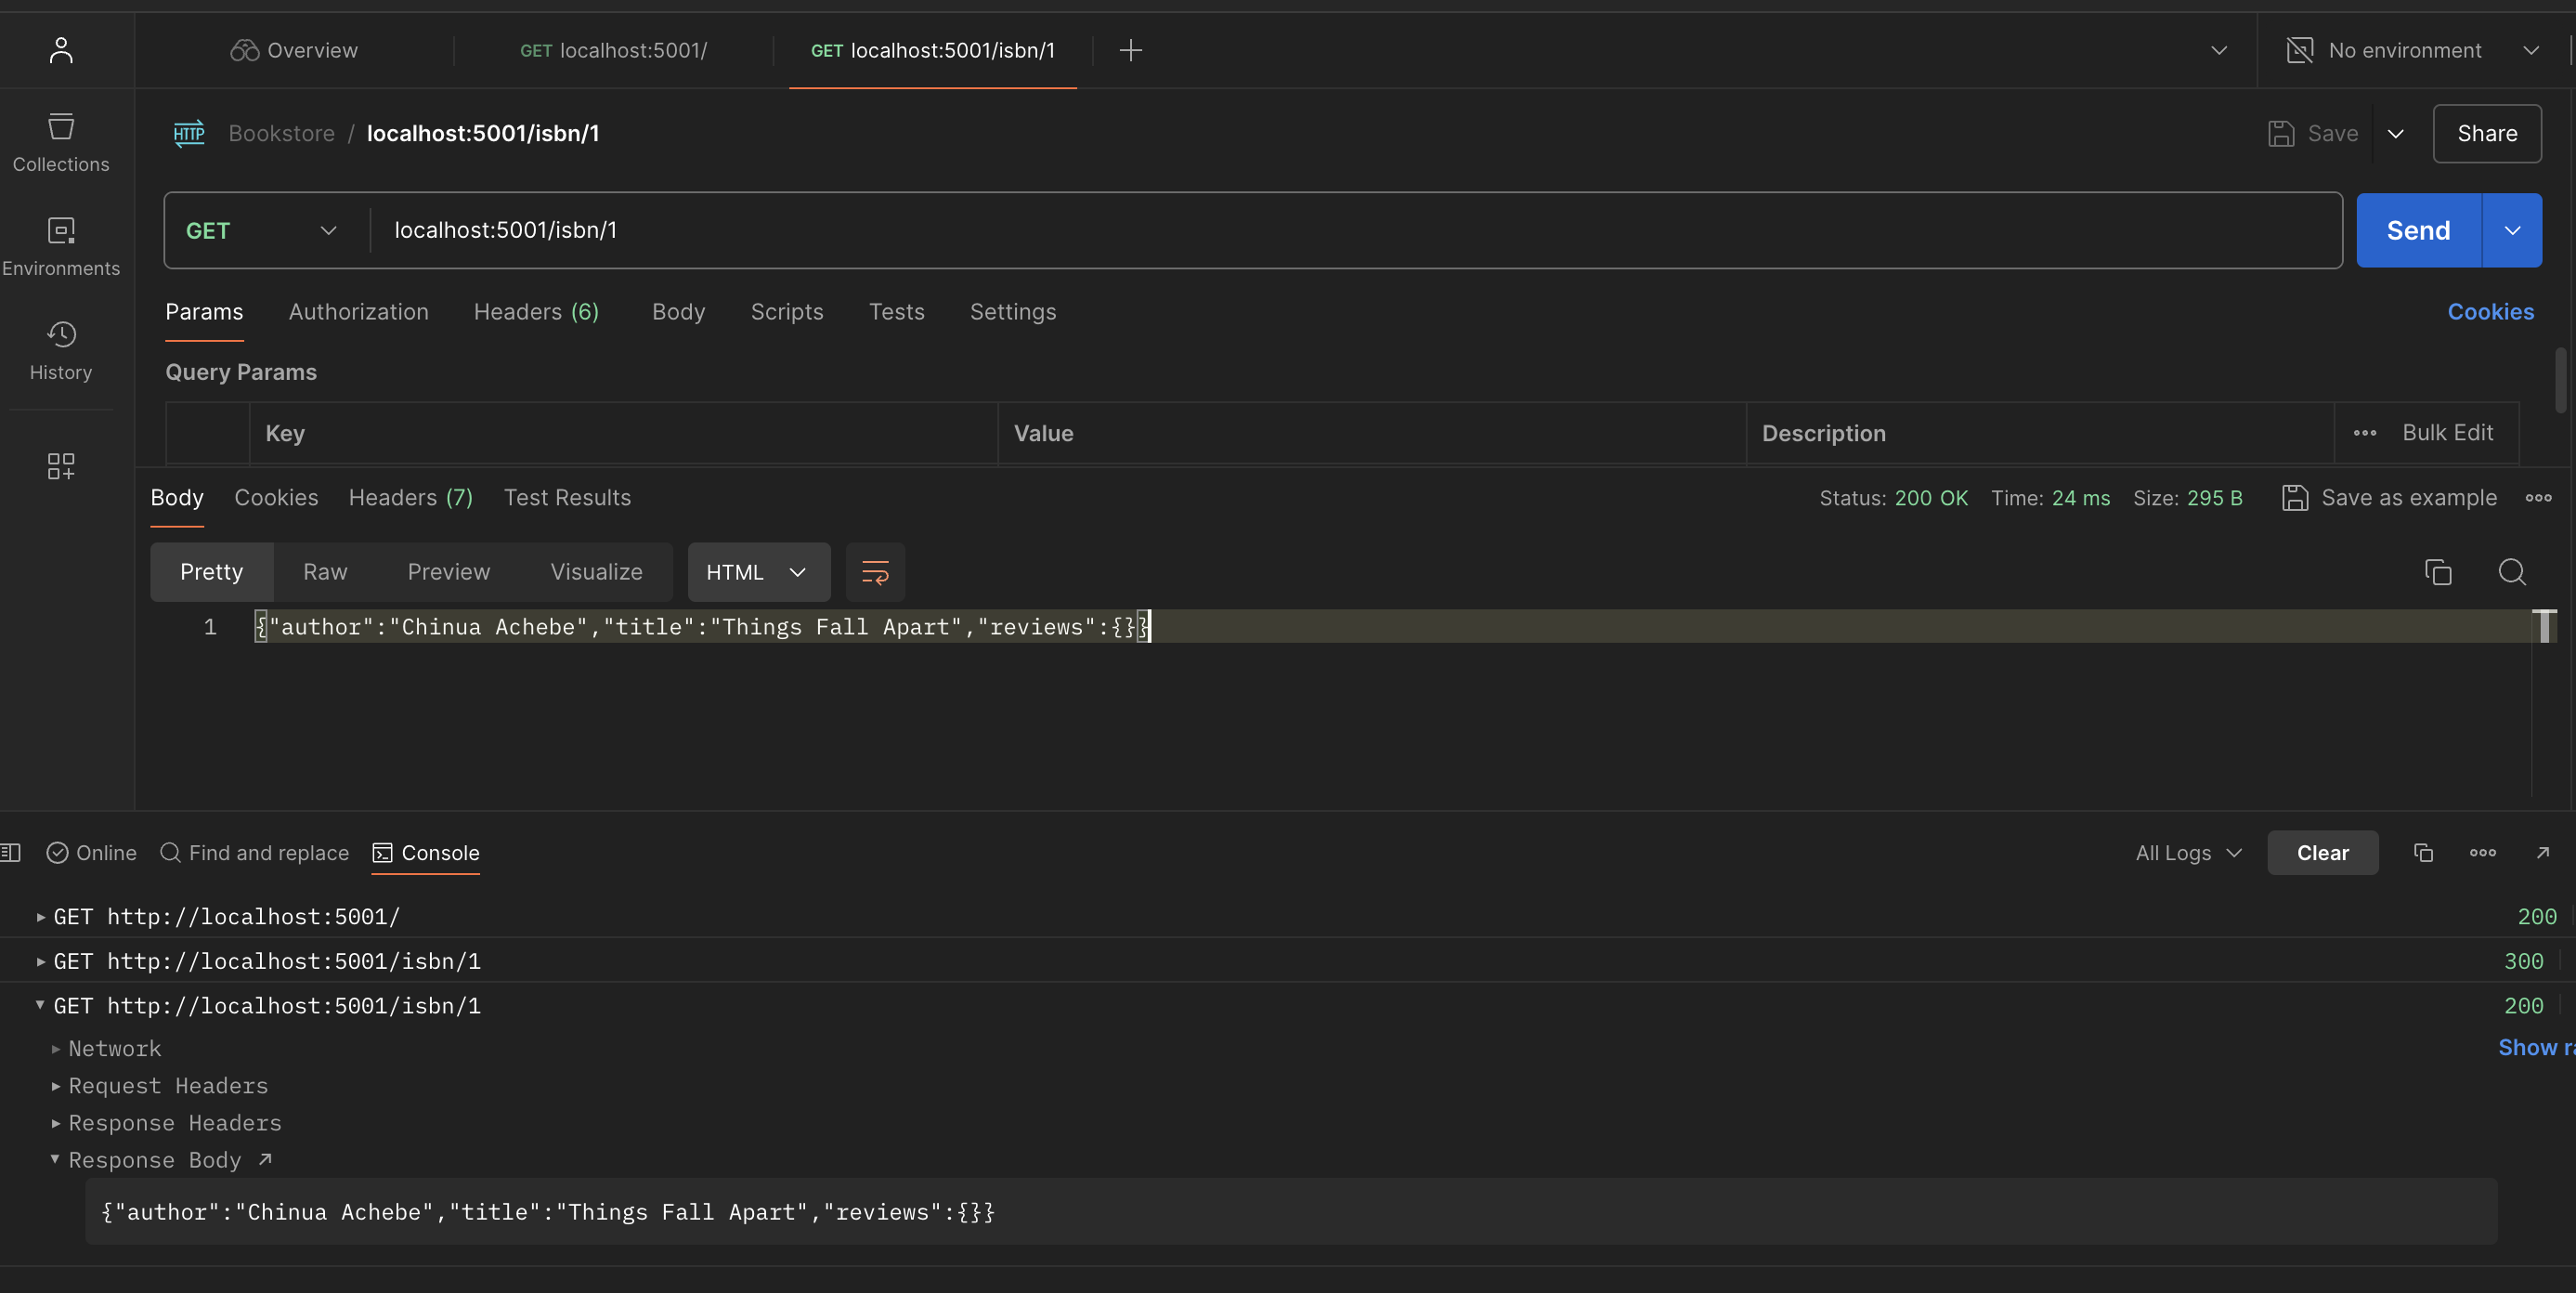 Overview
GET localhost:5001/
GET localhost:5001/isbn/1
No environment
HTTP Bookstore / localhost:5001/isbn/1
Save
Share
Collections
GET localhost:5001/isbn/1
Send
Environments
Params Authorization Headers (6) Body Scripts Tests Settings Cookies
History
Query Params
Key Value Description Bulk Edit
Body Cookies Headers (7) Test Results Status: 200 OK Time: 24 ms Size: 295 B Save as example
Pretty Raw Preview Visualize HTML
1 {"author":"Chinua Achebe","title":"Things Fall Apart","reviews":{}}
Online Find and replace Console All Logs Clear
GET http://localhost:5001/ 200
GET http://localhost:5001/isbn/1 300
GET http://localhost:5001/isbn/1 200
Network Show
Request Headers
Response Headers
Response Body
{"author":"Chinua Achebe","title":"Things Fall Apart","reviews":{}}